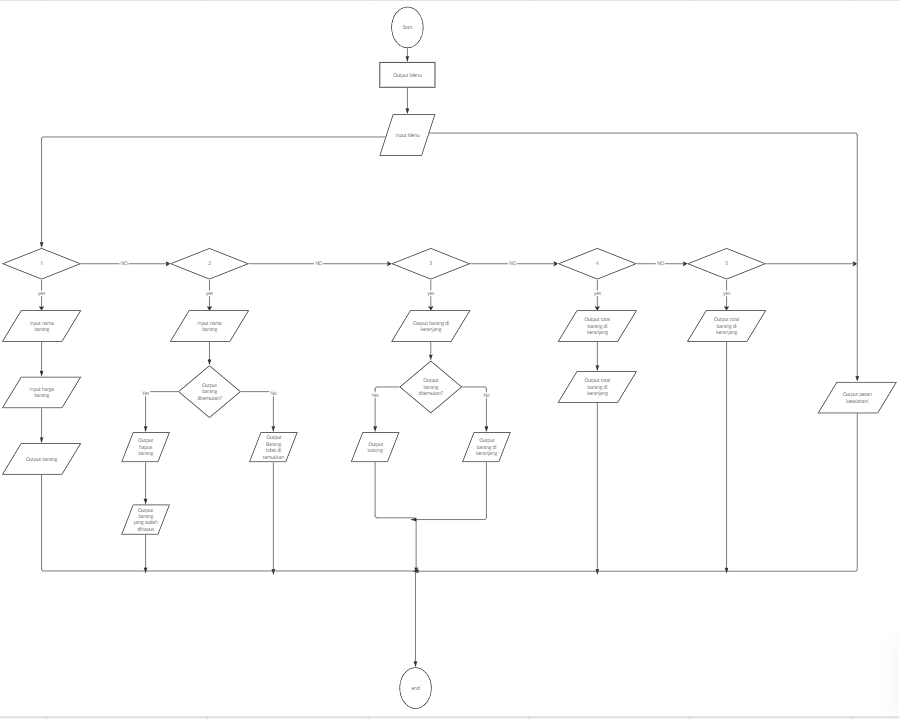 Start
Output Menu
Input Menu
1
NO
2
NO
3
NO
4
NO
5
yes
yes
yes
yes
yes
Input nama
barang
Input nama
barang
Output barang di
keranjang
Output total
barang di
keranjang
Output total
barang di
keranjang
Input harga
barang
Output
barang
ditemukan?
Yes
No
Output
barang
ditemukan?
Yes
No
Output total
barang di
keranjang
Output pesan
kesalahan!
Output barang
Output
hapus
barang
Output
Barang
tidak di
temukan
Output
kosong
Output
barang di
keranjang
Output
barang
yang sudah
dihapus
end